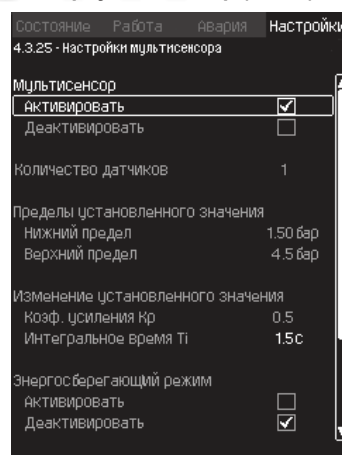 Состояние Работа Авария Настройки
4.3.25 - Настройки мультисенсора
Мультисенсор
Активировать
Деактивировать
Количество датчиков 1
Пределы установленного значения
Нижний предел 1.50 бар
Верхний предел 4.5 бар
Изменение установленного значения
Коэф. усиления Кр 0.5
Интегральное время Ti 1.5 с
Энергосберегающий режим
Активировать
Деактивировать